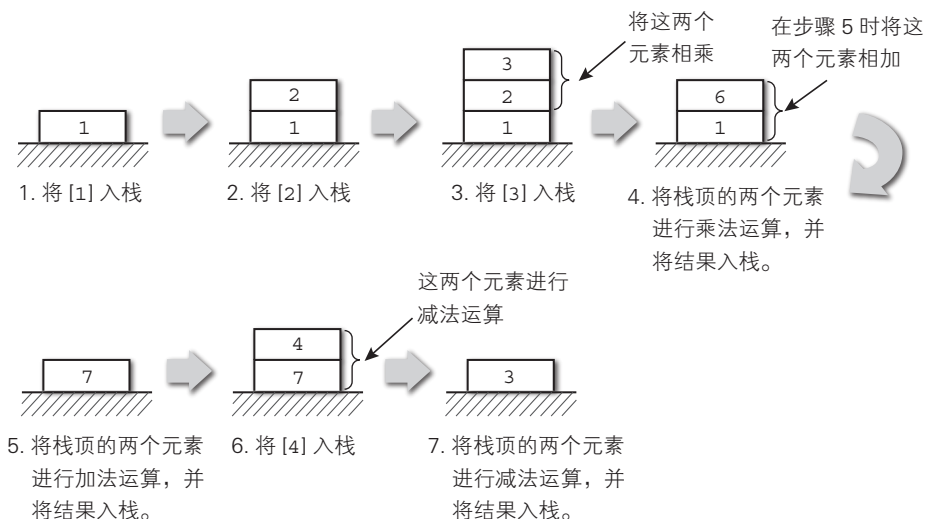 将这两个
元素相乘
在步骤 5 时将这
两个元素相加
1
2
1
3
2
1
6
1
1. 将 [1] 入栈
2. 将 [2] 入栈
3. 将 [3] 入栈
4. 将栈顶的两个元素
进行乘法运算，并
将结果入栈。
这两个元素进行
减法运算
7
4
7
3
5. 将栈顶的两个元素
进行加法运算，并
将结果入栈。
6. 将 [4] 入栈
7. 将栈顶的两个元素
进行减法运算，并
将结果入栈。